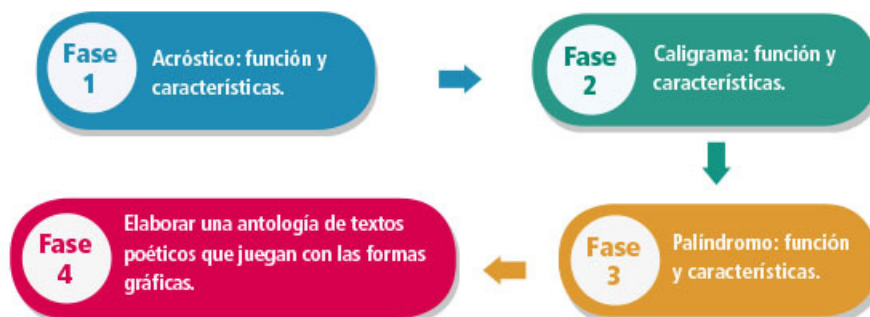 Fase
1
Acróstico: función y
características.
Fase
2
Caligrama: función y
características.
Fase
3
Palíndromo: función
y características.
Fase
4
Elaborar una antología de textos
poéticos que juegan con las formas
gráficas.